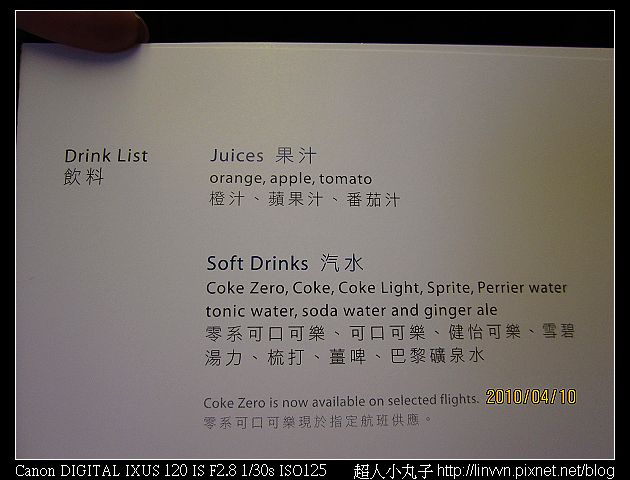 Drink List
飲料
Juices 果汁
orange, apple, tomato
橙汁、蘋果汁、番茄汁
Soft Drinks 汽水
Coke Zero, Coke, Coke Light, Sprite, Perrier water
tonic water, soda water and ginger ale
零系可口可樂、可口可樂、健怡可樂、雪碧
湯力、梳打、薑啤、巴黎礦泉水
Coke Zero is now available on selected flights.
零系可口可樂現於指定航班供應。
2010/04/10
Canon DIGITAL IXUS 120 IS F2.8 1/30s ISO125 超人小丸子 http://linvvn.pixnet.net/blog